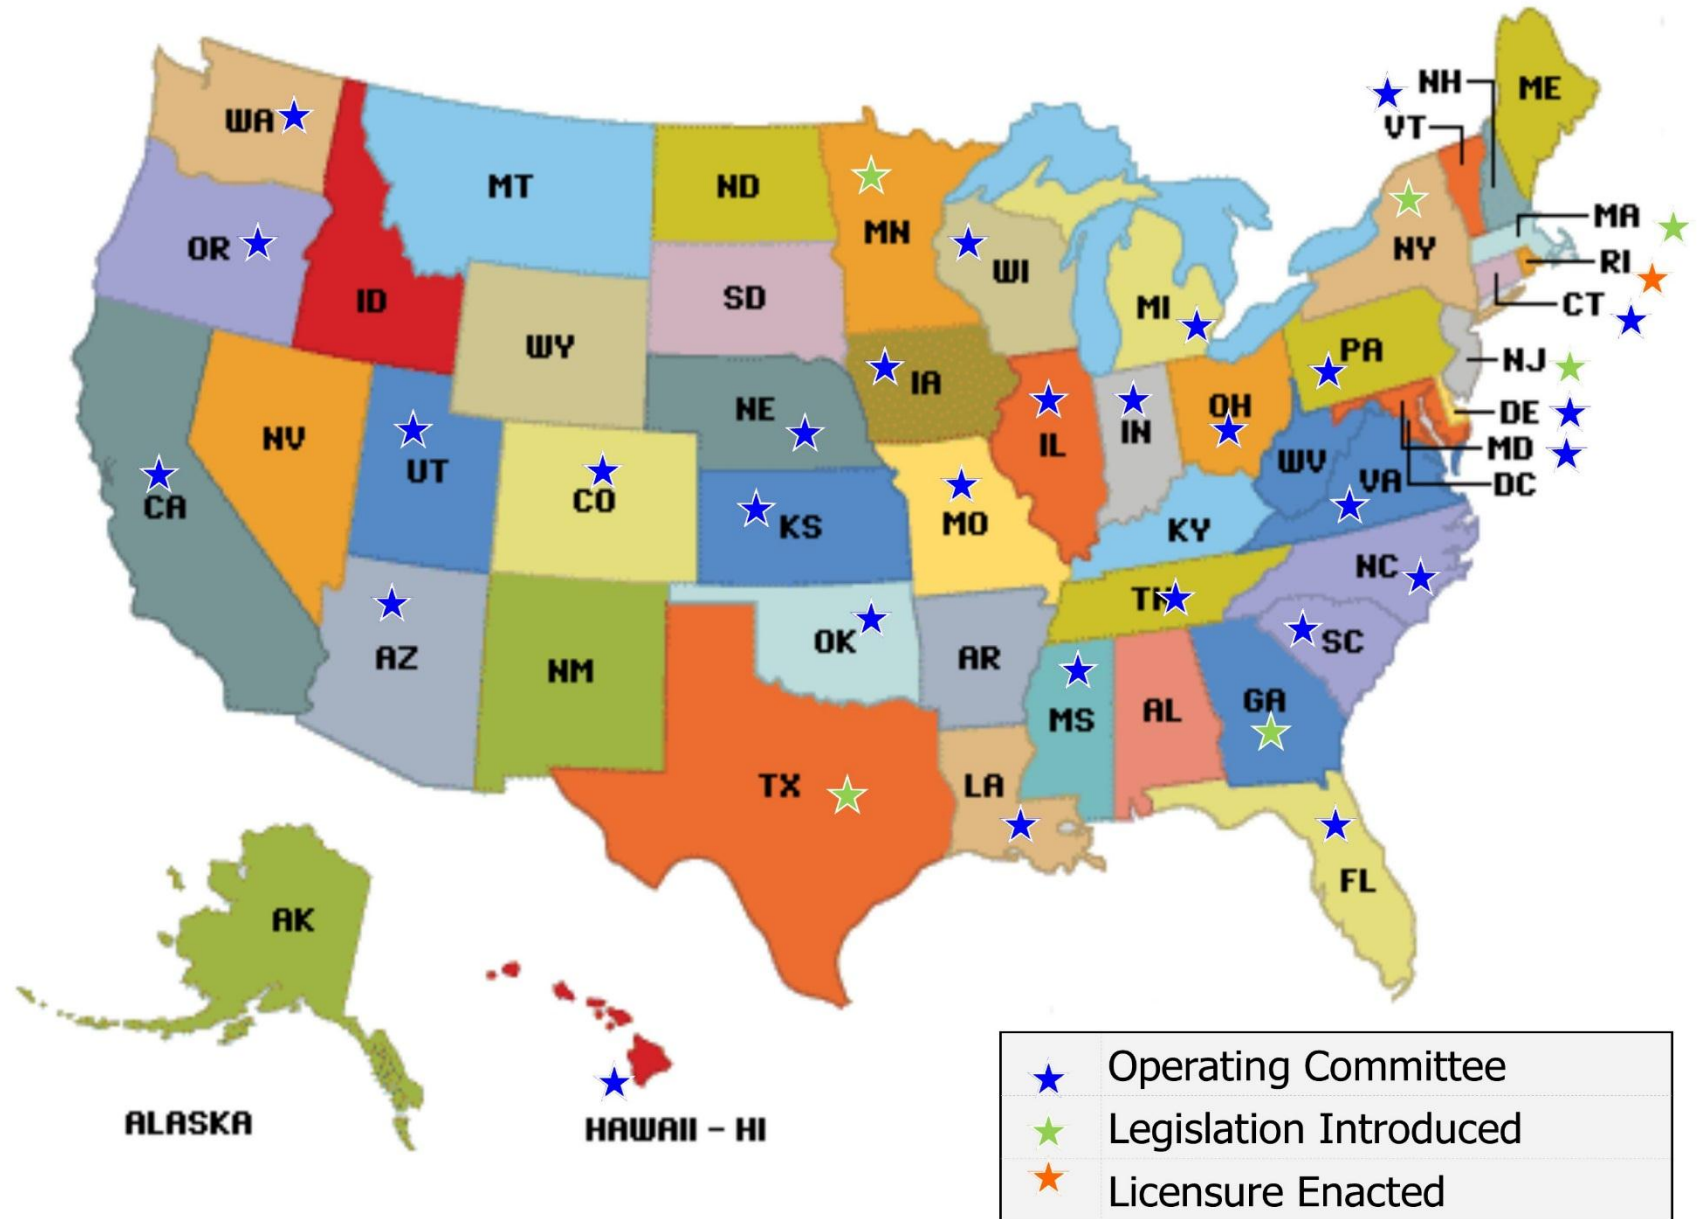 WA
OR
CA
ID
NV
MT
WY
UT
AZ
CO
NM
ND
SD
NE
KS
OK
TX
MN
IA
MO
AR
LA
WI
IL
MI
IN
OH
KY
TN
MS
AL
GA
FL
SC
NC
VA
WV
PA
NY
VT
NH
ME
MA
RI
CT
NJ
DE
MD
DC
AK
ALASKA
HAWAII - HI
Operating Committee
Legislation Introduced
Licensure Enacted